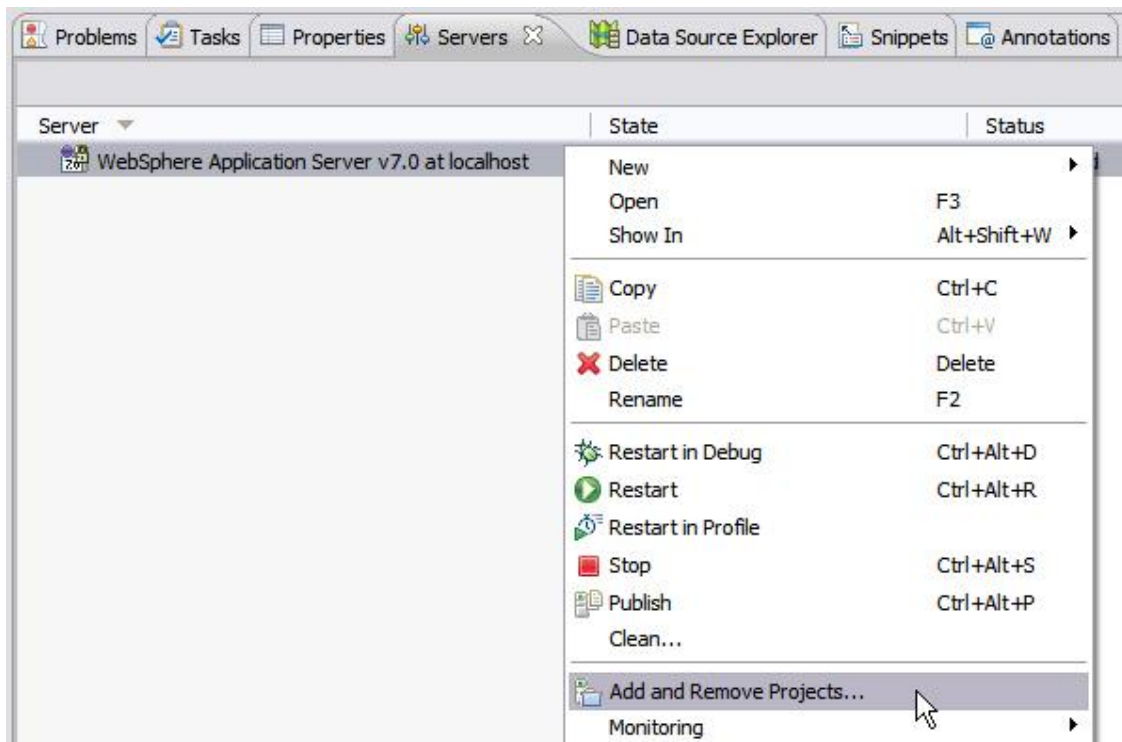 Problems Tasks Properties Servers Data Source Explorer Snippets Annotations
Server State Status
WebSphere Application Server v7.0 at localhost
New
Open F3
Show In Alt+Shift+W
Copy Ctrl+C
Paste Ctrl+V
Delete Delete
Rename F2
Restart in Debug Ctrl+Alt+D
Restart Ctrl+Alt+R
Restart in Profile
Stop Ctrl+Alt+S
Publish Ctrl+Alt+P
Clean...
Add and Remove Projects...
Monitoring